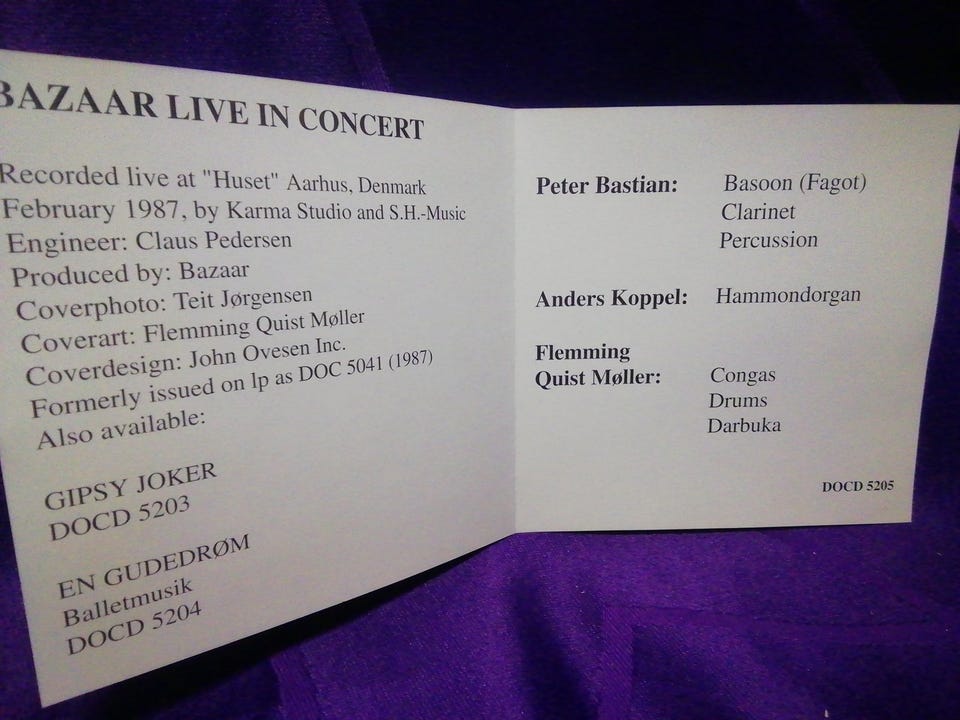 BAZAAR LIVE IN CONCERT
Recorded live at "Huset" Aarhus, Denmark
February 1987, by Karma Studio and S.H.-Music
Engineer: Claus Pedersen
Produced by: Bazaar
Coverphoto: Teit Jørgensen
Coverart: Flemming Quist Møller
Coverdesign: John Ovesen Inc.
Formerly issued on lp as DOC 5041 (1987)
Also available:
GIPSY JOKER
DOCD 5203
EN GUDEDRØM
Balletmusik
DOCD 5204
Peter Bastian: Basoon (Fagot)
Clarinet
Percussion
Anders Koppel: Hammondorgan
Flemming
Quist Møller: Congas
Drums
Darbuka
DOCD 5205